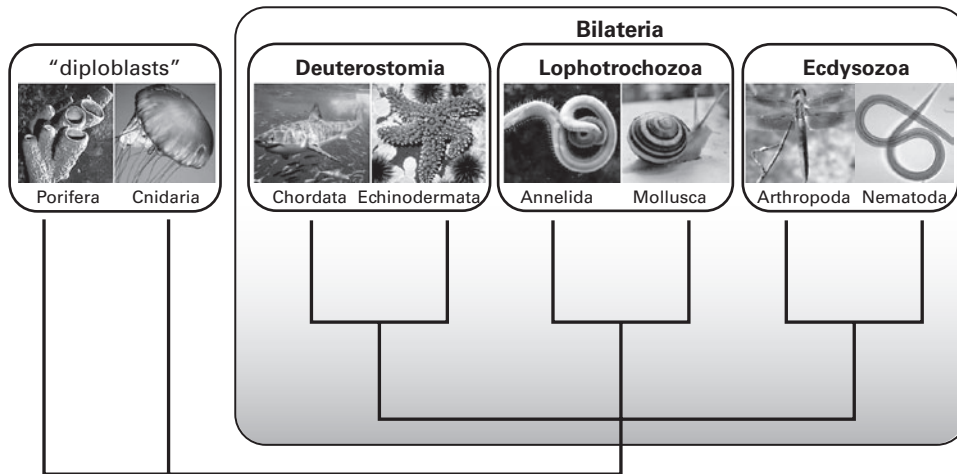 Bilateria
“diploblasts”
Porifera Cnidaria
Deuterostomia
Chordata Echinodermata
Lophotrochozoa
Annelida Mollusca
Ecdysozoa
Arthropoda Nematoda